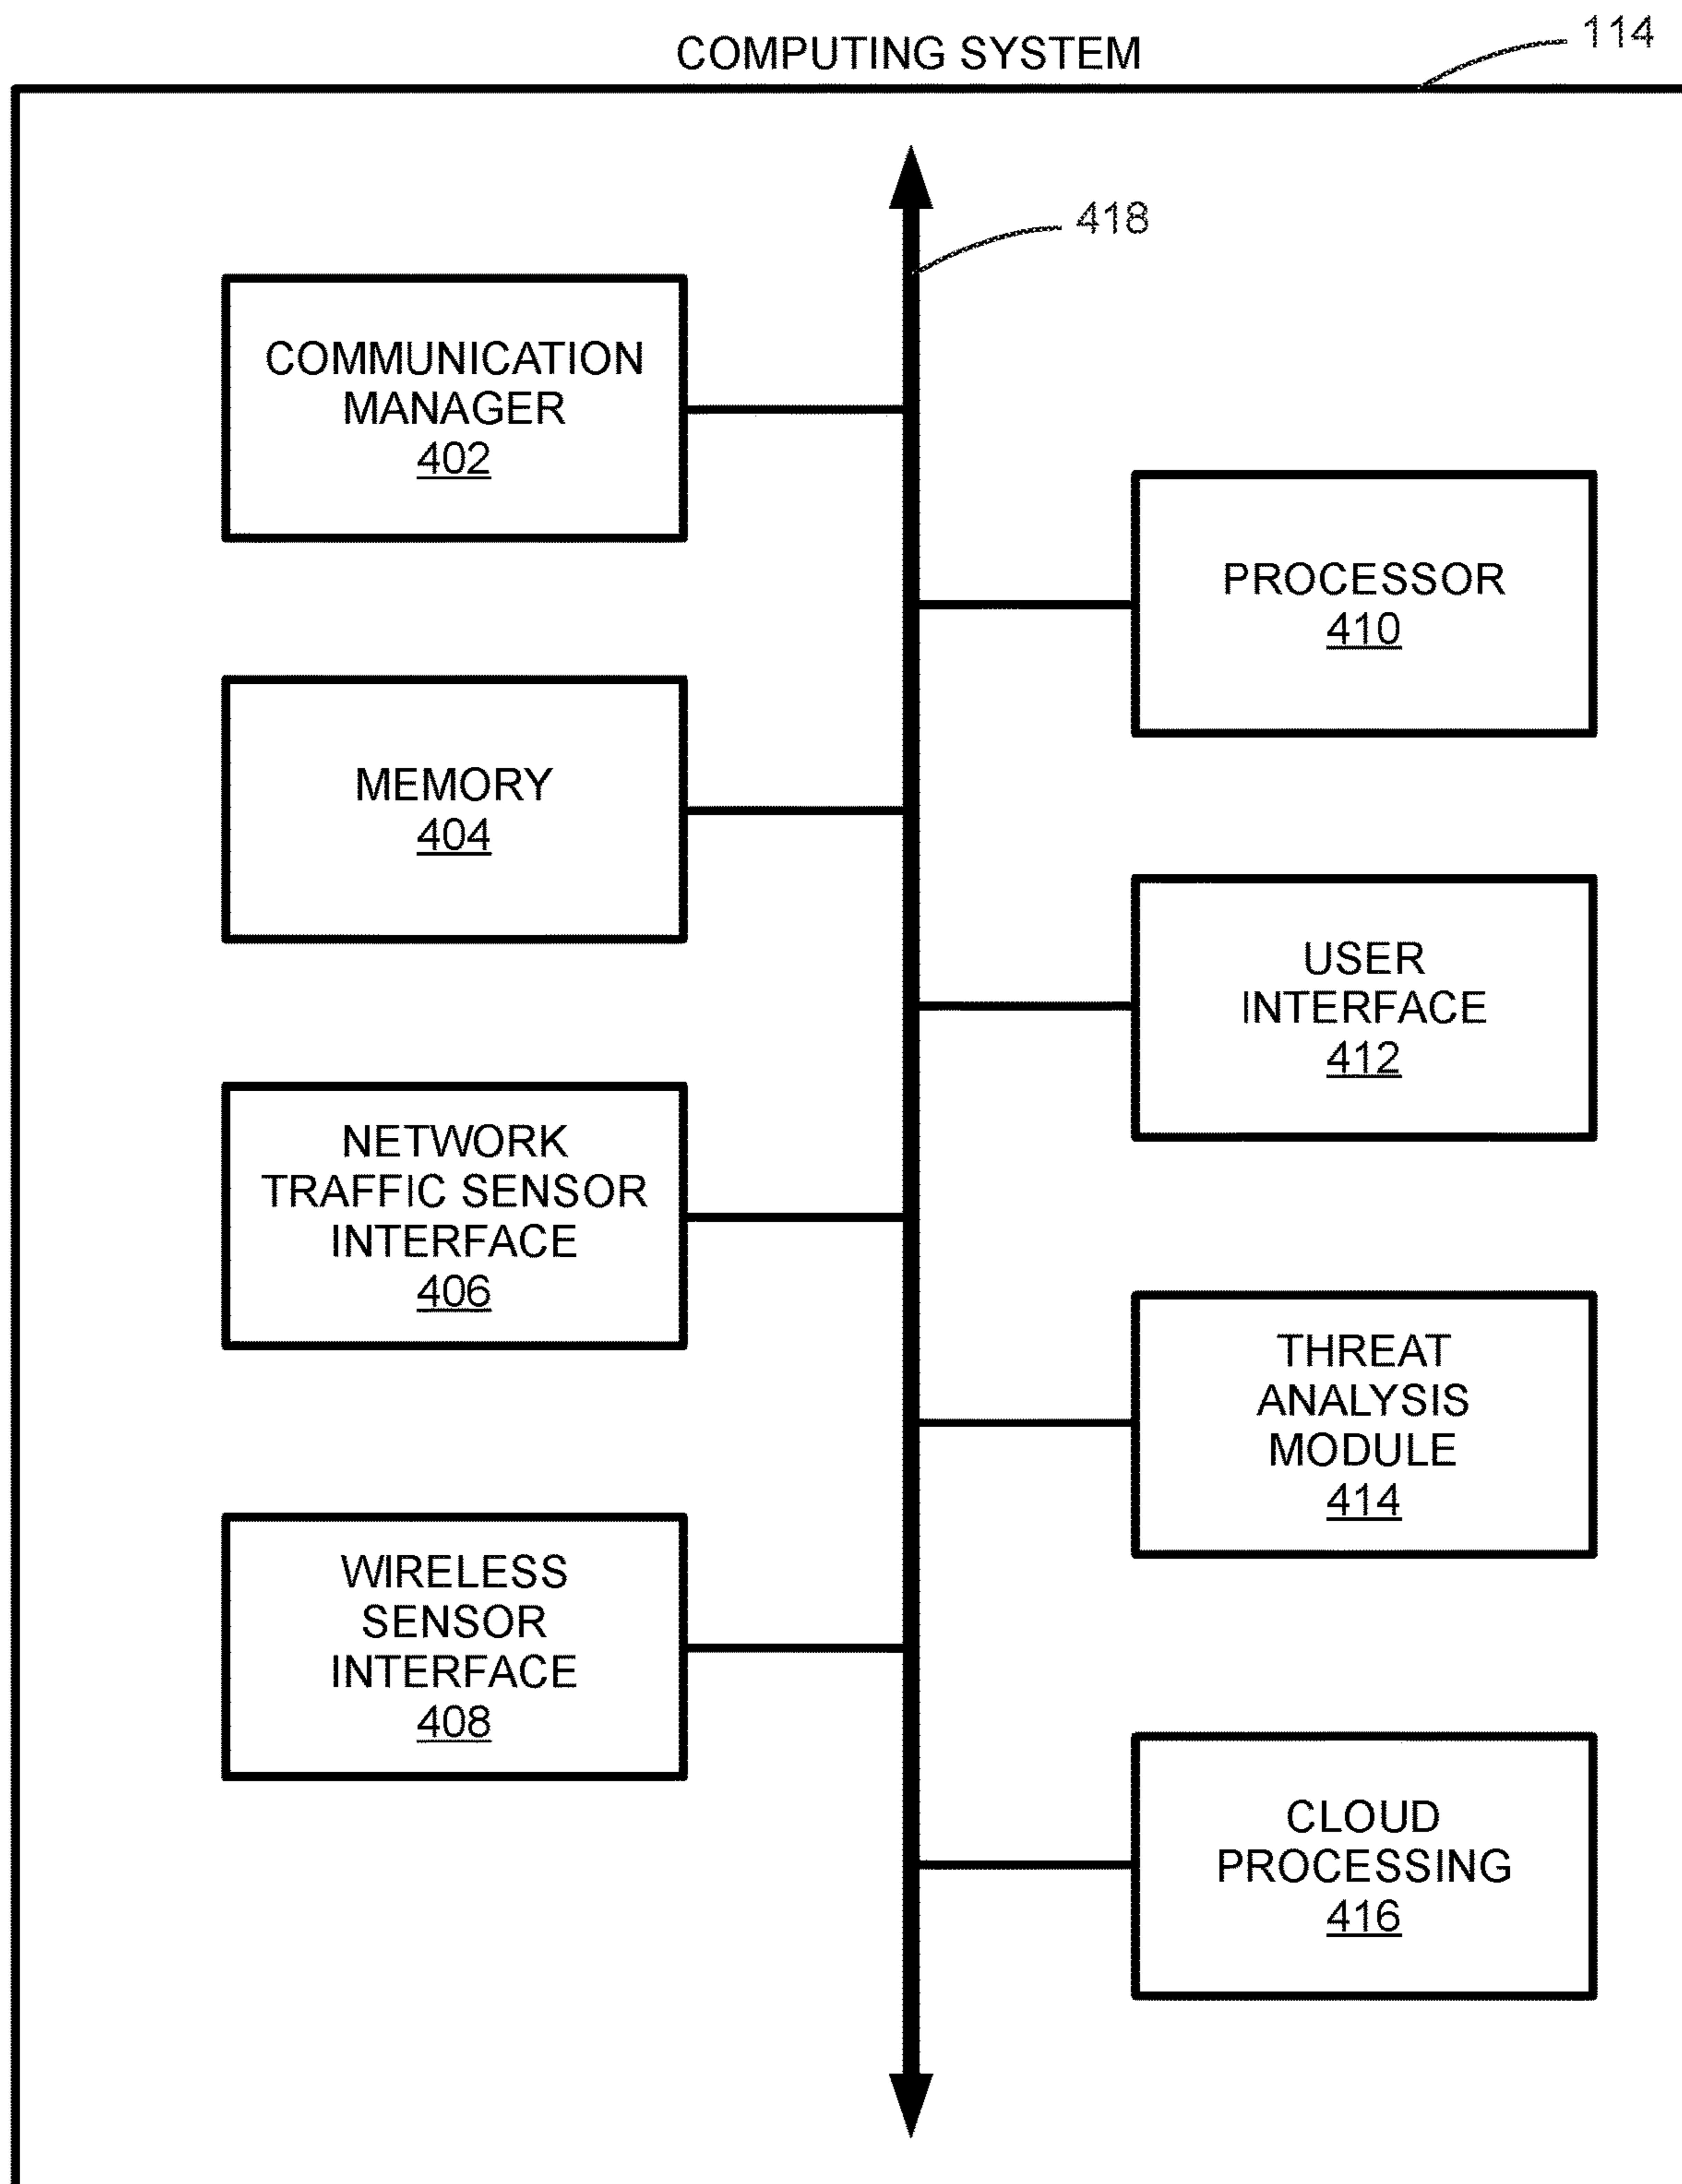 COMPUTING SYSTEM
114
418
COMMUNICATION
MANAGER
402
PROCESSOR
410
MEMORY
404
USER
INTERFACE
412
NETWORK
TRAFFIC SENSOR
INTERFACE
406
THREAT
ANALYSIS
MODULE
414
WIRELESS
SENSOR
INTERFACE
408
CLOUD
PROCESSING
416